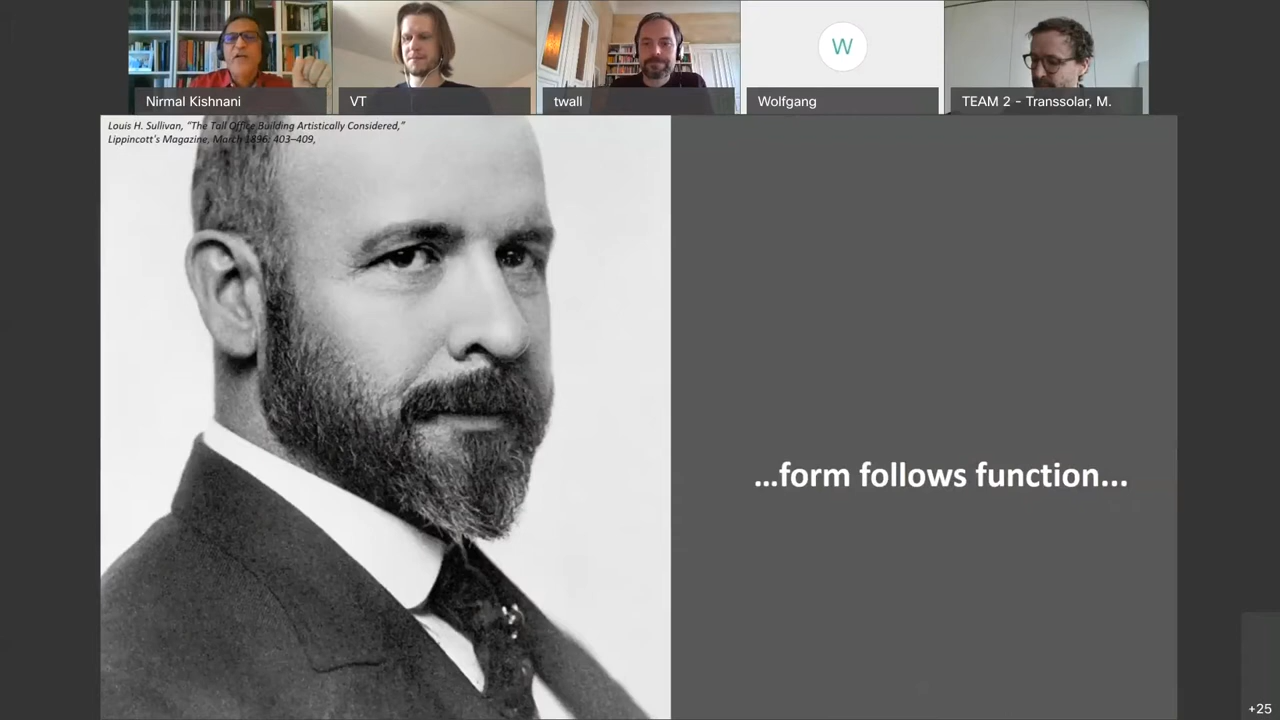 Nirmal Kishnani
VT
twall
W
Wolfgang
TEAM 2 - Transsolar, M.
Louis H. Sullivan, “The Tall Office Building Artistically Considered,”
Lippincott's Magazine, March 1896: 403–409,
...form follows function...
+25